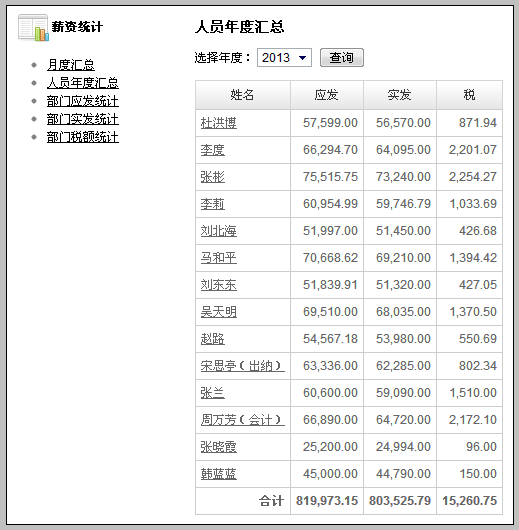 薪资统计
月度汇总
人员年度汇总
部门应发统计
部门实发统计
部门税额统计
人员年度汇总
选择年度： 2013 查询
姓名 应发 实发 税
杜洪博 57,599.00 56,570.00 871.94
李度 66,294.70 64,095.00 2,201.07
张彬 75,515.75 73,240.00 2,254.27
李莉 60,954.99 59,746.79 1,033.69
刘北海 51,997.00 51,450.00 426.68
马和平 70,668.62 69,210.00 1,394.42
刘东东 51,839.91 51,320.00 427.05
吴天明 69,510.00 68,035.00 1,370.50
赵路 54,567.18 53,980.00 550.69
宋思亭（出纳） 63,336.00 62,285.00 802.34
张兰 60,600.00 59,090.00 1,510.00
周万芳（会计） 66,890.00 64,720.00 2,172.10
张晓霞 25,200.00 24,994.00 96.00
韩蓝蓝 45,000.00 44,790.00 150.00
合计 819,973.15 803,525.79 15,260.75